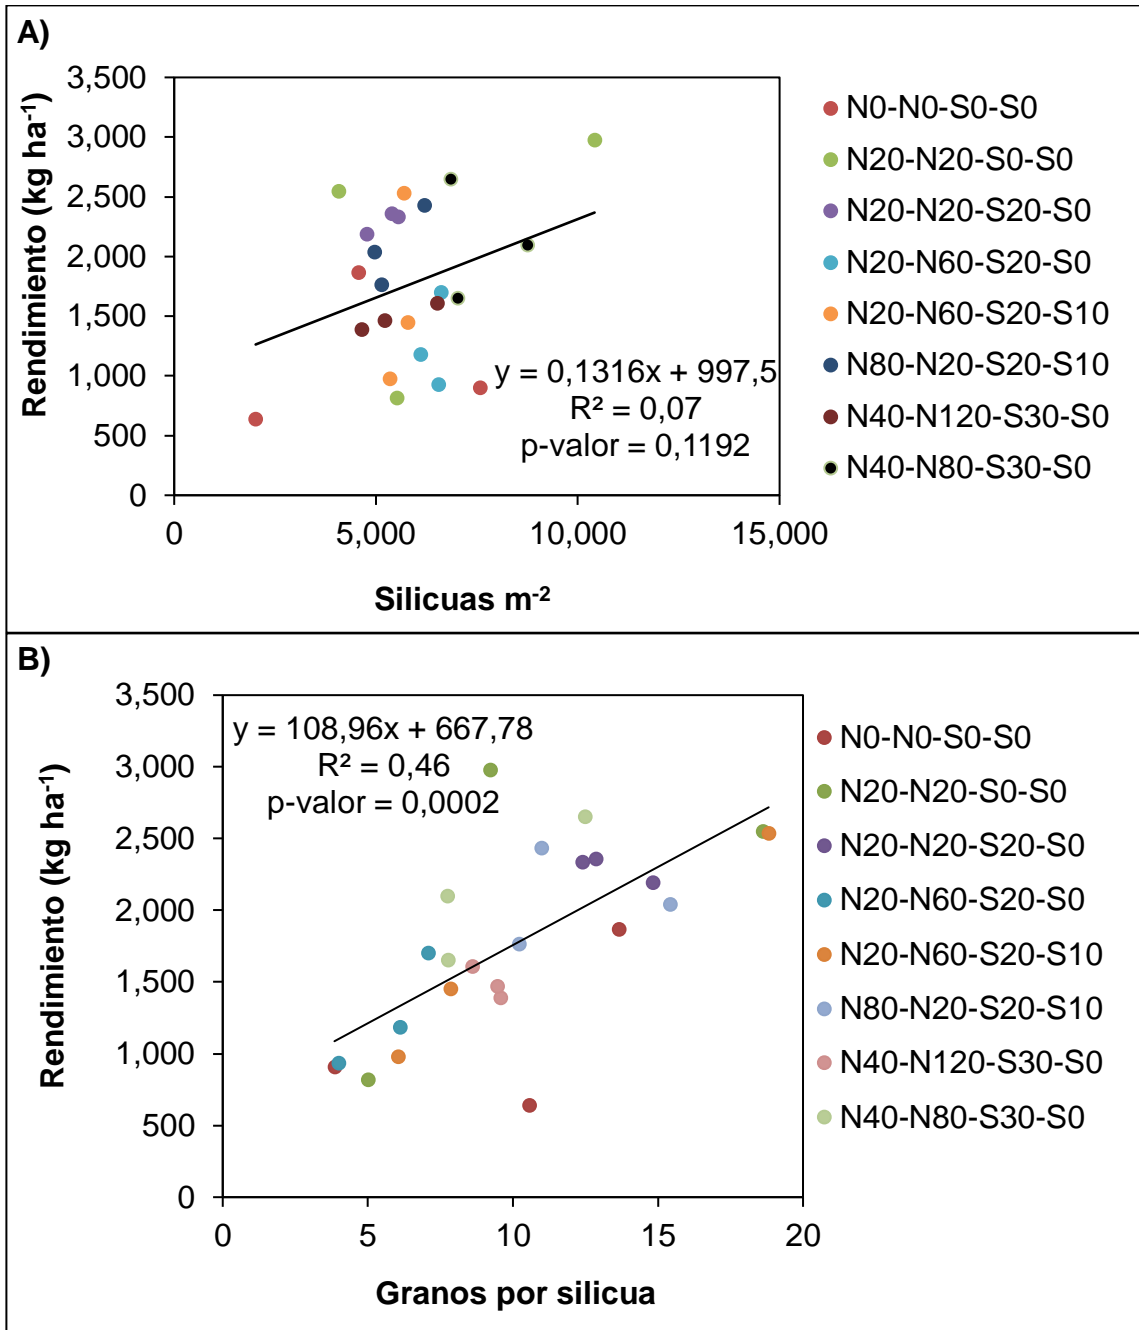 A)
Rendimiento (kg ha-1)
3,500
3,000
2,500
2,000
1,500
1,000
500
0
0
5,000
10,000
15,000
Silicuas m-2
y = 0,1316x + 997,5
R² = 0,07
p-valor = 0,1192
N0-N0-S0-S0
N20-N20-S0-S0
N20-N20-S20-S0
N20-N60-S20-S0
N20-N60-S20-S10
N80-N20-S20-S10
N40-N120-S30-S0
N40-N80-S30-S0
B)
Rendimiento (kg ha-1)
3,500
3,000
2,500
2,000
1,500
1,000
500
0
0
5
10
15
20
Granos por silicua
y = 108,96x + 667,78
R² = 0,46
p-valor = 0,0002
N0-N0-S0-S0
N20-N20-S0-S0
N20-N20-S20-S0
N20-N60-S20-S0
N20-N60-S20-S10
N80-N20-S20-S10
N40-N120-S30-S0
N40-N80-S30-S0